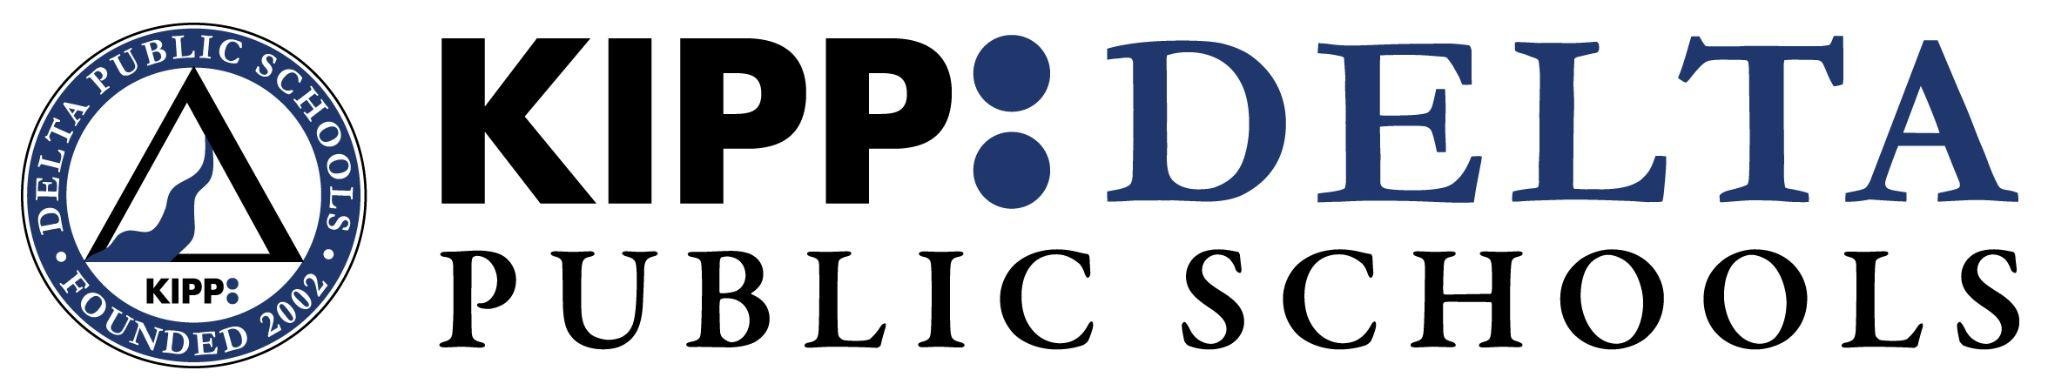 DELTA PUBLIC SCHOOLS
KIPP:
• FOUNDED 2002 •
KIPP:DELTA
PUBLIC SCHOOLS